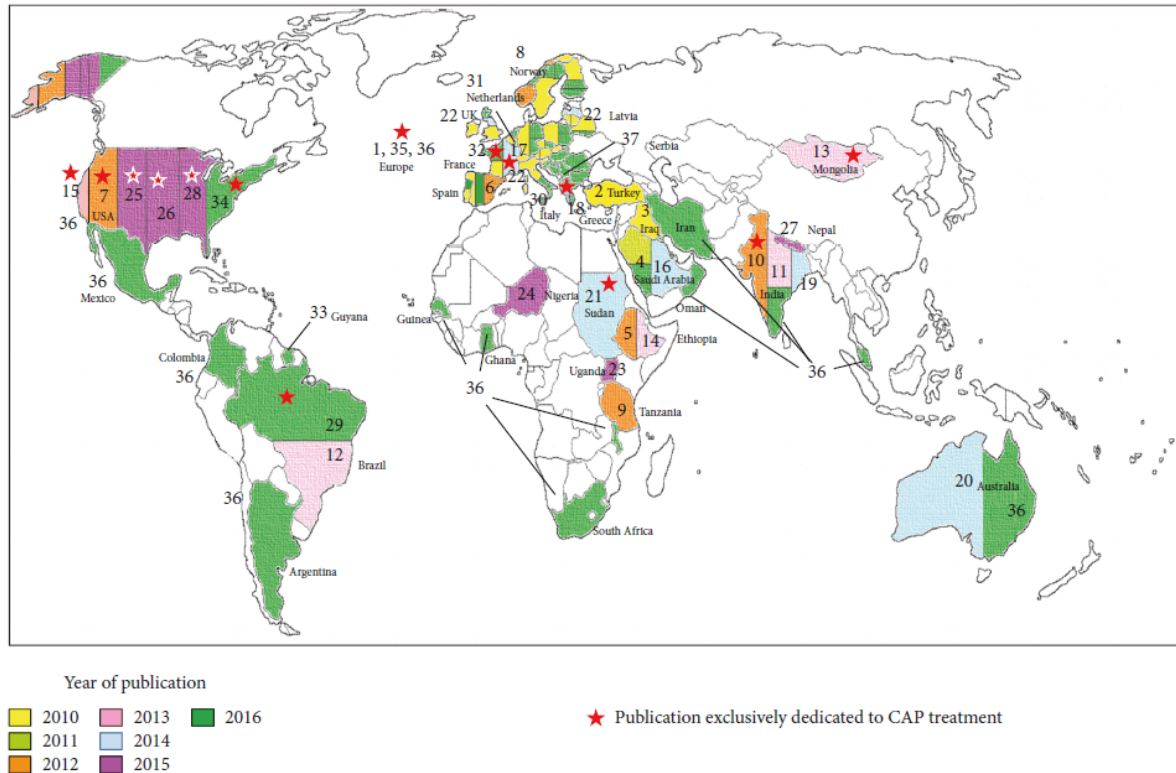 8
Norway
31
Netherlands
22 UK
22
Latvia
37
Serbia
1, 35, 36
Europe
32
17
France
22
Spain
6
30
Italy
18
Greece
2 Turkey
3
Iraq
Iran
4
16
Saudi Arabia
Oman
13
Mongolia
27
Nepal
10
11
19
India
15
36
7
USA
25
28
26
34
36
Mexico
33 Guyana
Colombia
36
29
12
Brazil
36
Argentina
Guinea
24
Nigeria
Ghana
21
Sudan
5
14
Ethiopia
Uganda
23
36
36
9
Tanzania
South Africa
20
Australia
36
Year of publication
2010 2013 2016
2011 2014
2012 2015
Publication exclusively dedicated to CAP treatment